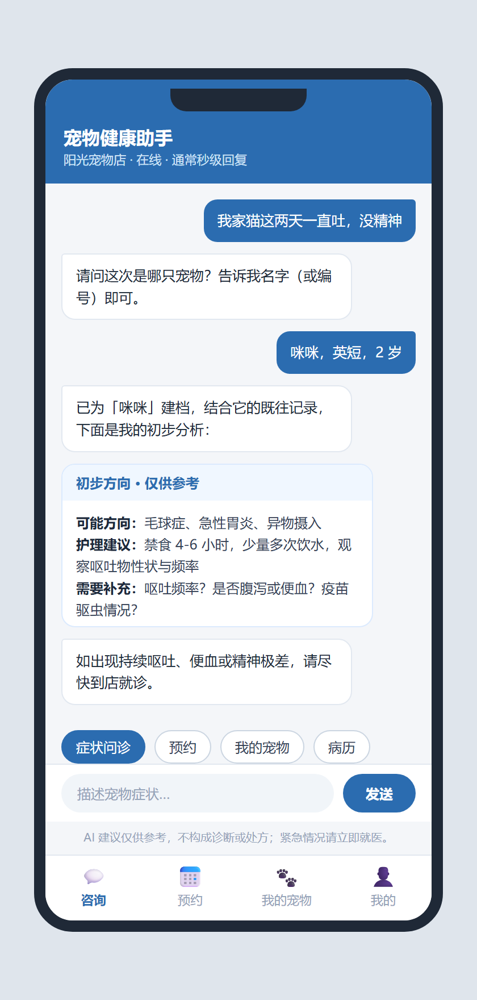 宠物健康助手
阳光宠物店 · 在线 · 通常秒级回复
我家猫这两天一直吐，没精神
请问这次是哪只宠物？告诉我名字（或编
号）即可。
咪咪，英短，2 岁
已为「咪咪」建档，结合它的既往记录，
下面是我的初步分析：
初步方向 • 仅供参考
可能方向：毛球症、急性胃炎、异物摄入
护理建议：禁食 4-6 小时，少量多次饮水，观
察呕吐物性状与频率
需要补充：呕吐频率？是否腹泻或便血？疫苗
驱虫情况？
如出现持续呕吐、便血或精神极差，请尽
快到店就诊。
症状问诊 预约 我的宠物 病历
描述宠物症状... 发送
AI 建议仅供参考，不构成诊断或处方；紧急情况请立即就医。
咨询 预约 我的宠物 我的